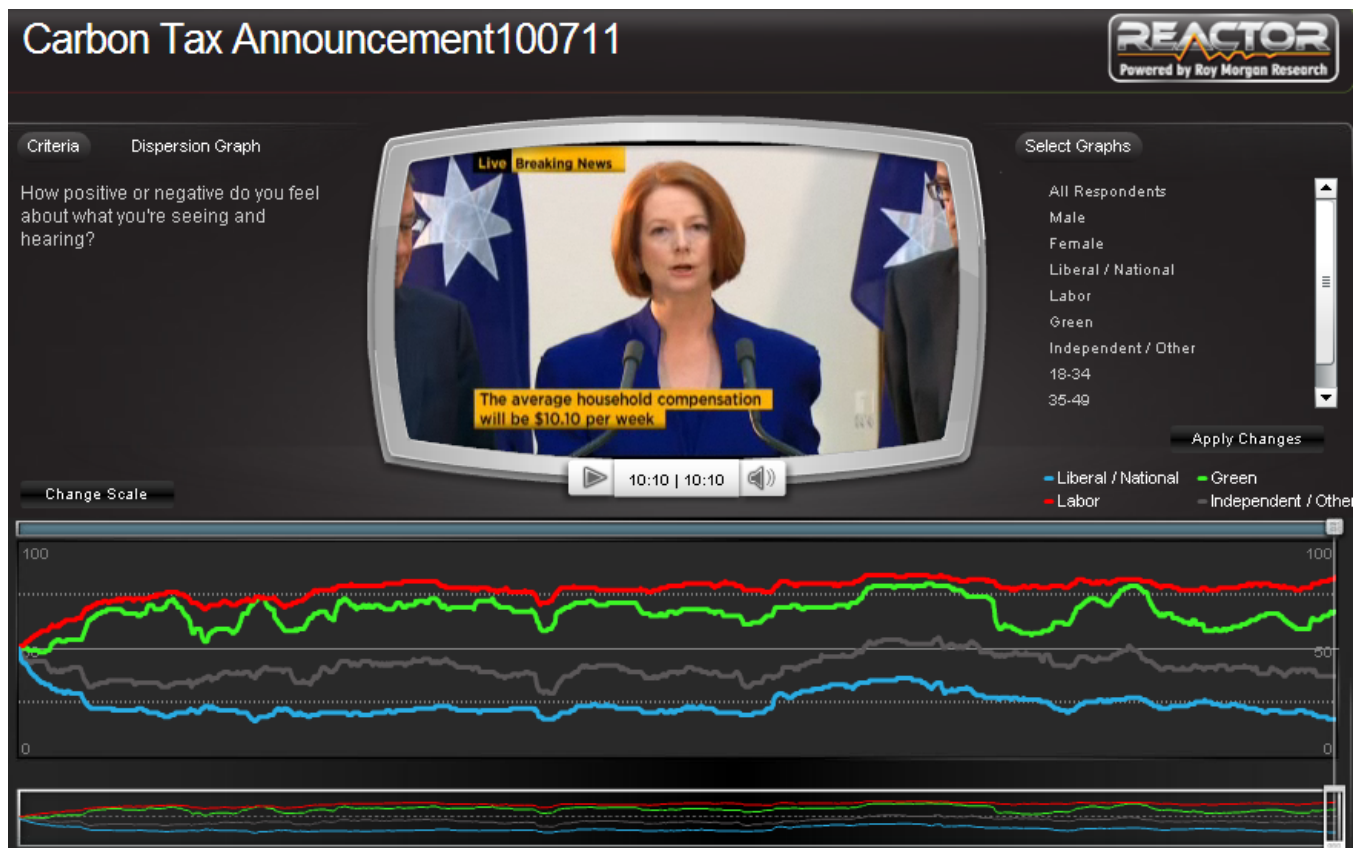 Carbon Tax Announcement100711
REACTOR
Powered by Roy Morgan Research
Criteria
Dispersion Graph
How positive or negative do you feel
about what you're seeing and
hearing?
Live Breaking News
The average household compensation
will be $10.10 per week
10:10 | 10:10
Select Graphs
All Respondents
Male
Female
Liberal / National
Labor
Green
Independent / Other
18-34
35-49
Apply Changes
Change Scale
Liberal / National
Green
Labor
Independent / Other
100
100
50
50
0
0